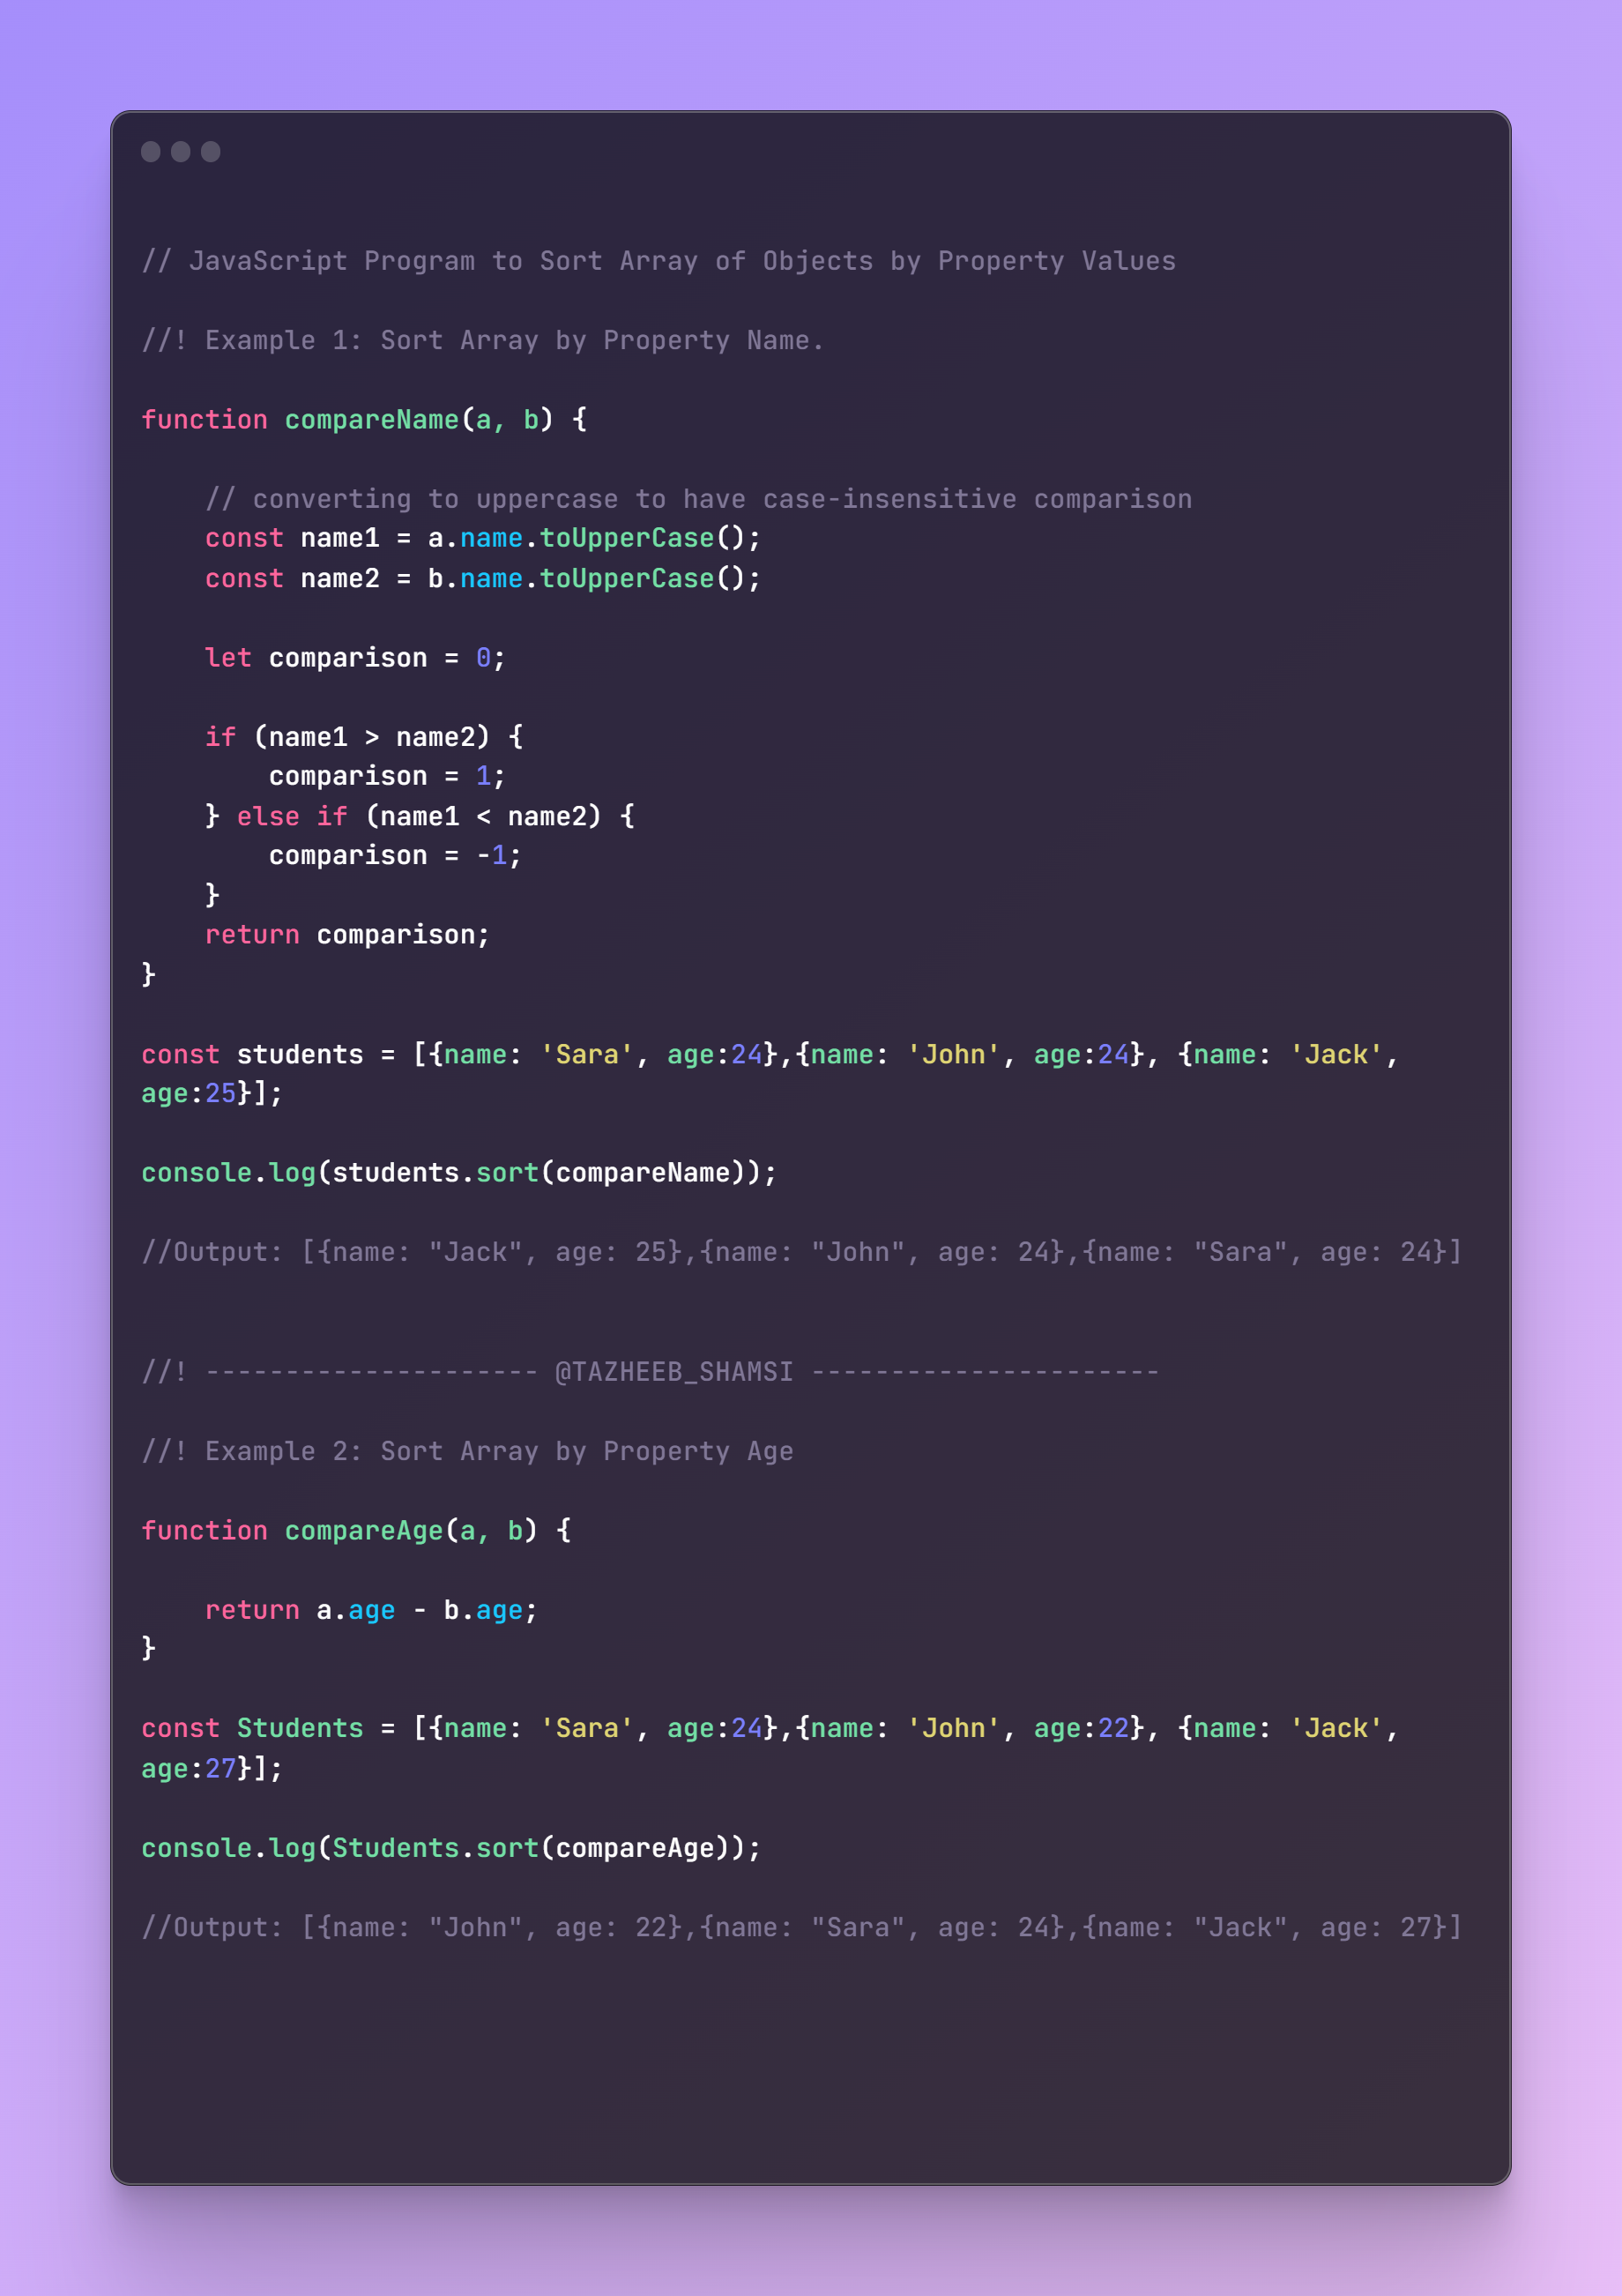 // JavaScript Program to Sort Array of Objects by Property Values
//! Example 1: Sort Array by Property Name.
function compareName(a, b) {
    // converting to uppercase to have case-insensitive comparison
    const name1 = a.name.toUpperCase();
    const name2 = b.name.toUpperCase();
    let comparison = 0;
    if (name1 > name2) {
        comparison = 1;
    } else if (name1 < name2) {
        comparison = -1;
    }
    return comparison;
}
const students = [{name: 'Sara', age:24},{name: 'John', age:24}, {name: 'Jack',
age:25}];
console.log(students.sort(compareName));
//Output: [{name: "Jack", age: 25},{name: "John", age: 24},{name: "Sara", age: 24}]
//! --------------------- @TAZHEEB_SHAMSI ----------------------
//! Example 2: Sort Array by Property Age
function compareAge(a, b) {
    return a.age - b.age;
}
const Students = [{name: 'Sara', age:24},{name: 'John', age:22}, {name: 'Jack',
age:27}];
console.log(Students.sort(compareAge));
//Output: [{name: "John", age: 22},{name: "Sara", age: 24},{name: "Jack", age: 27}]